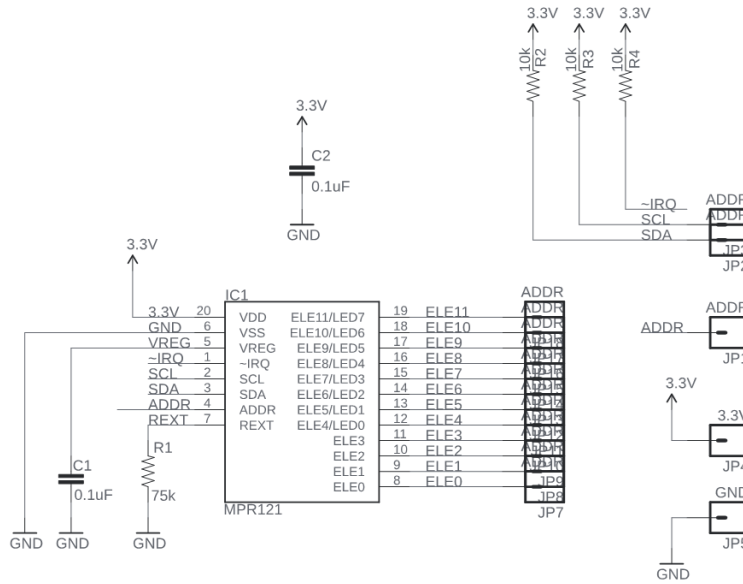 3.3V 3.3V 3.3V
10k R2 10k R3 10k R4
3.3V
C2
0.1uF
GND
~IRQ ADDR
SCL ADDR
SDA
JP2
3.3V
IC1 ADDR
3.3V 20 VDD ELE11/LED7 19 ELE11 ADDR
GND 6 VSS ELE10/LED6 18 ELE10 ADDR
VREG 5 VREG ELE9/LED5 17 ELE9
~IRQ 1 ~IRQ ELE8/LED4 16 ELE8
SCL 2 SCL ELE7/LED3 15 ELE7
SDA 3 SDA ELE6/LED2 14 ELE6
ADDR 4 ADDR ELE5/LED1 13 ELE5
REXT 7 REXT ELE4/LED0 12 ELE4
ELE3 11 ELE3
ELE2 10 ELE2
ELE1 9 ELE1
ELE0 8 ELE0
JP9
JP8
JP7
MPR121
R1
75k
C1
0.1uF
GND GND GND
ADDR
ADDR
JP1
3.3V
3.3V
JP4
GND
JP5
GND